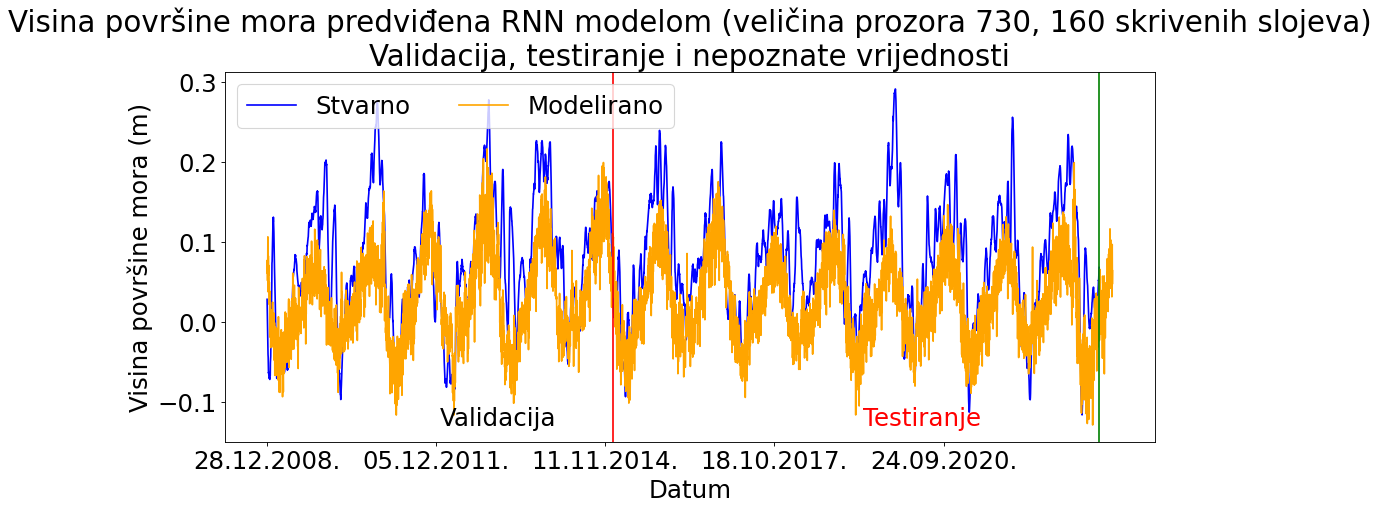 Visina površine mora predviđena RNN modelom (veličina prozora 730, 160 skrivenih slojeva)
Validacija, testiranje i nepoznate vrijednosti
Stvarno
Modelirano
Visina površine mora (m)
0.3
0.2
0.1
0.0
−0.1
Validacija
Testiranje
28.12.2008.
05.12.2011.
11.11.2014.
18.10.2017.
24.09.2020.
Datum